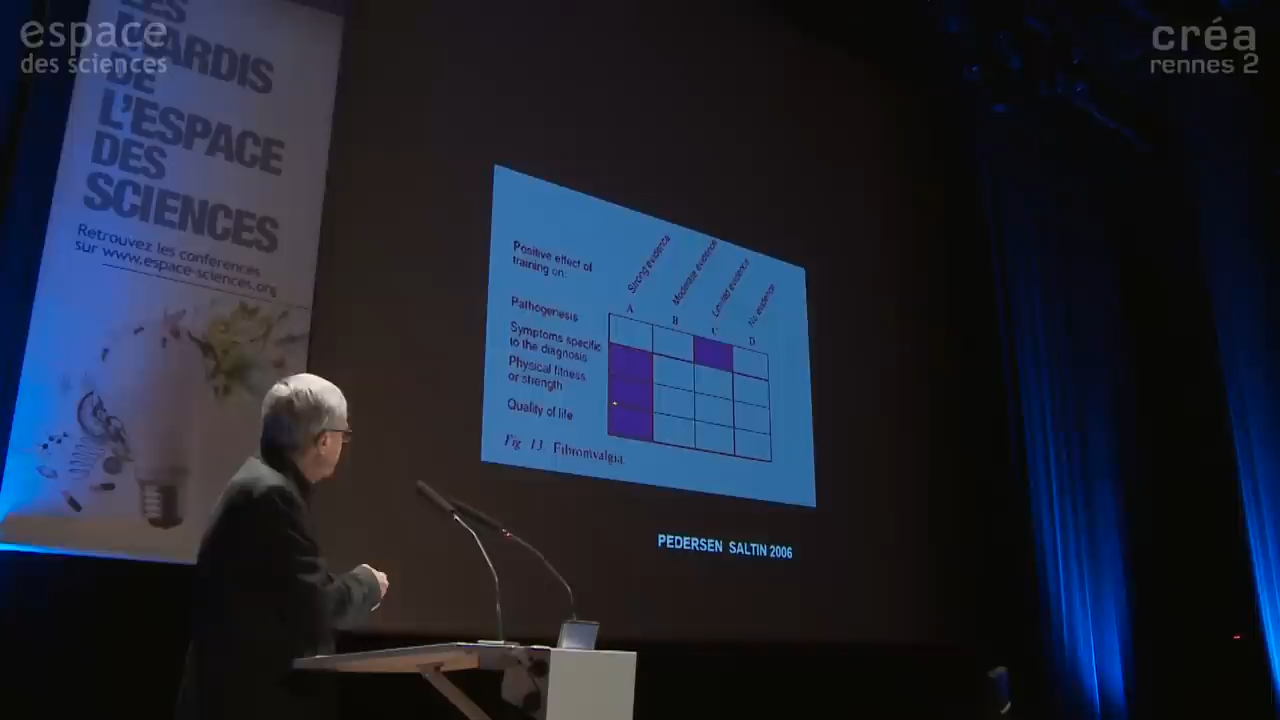 espace
des sciences
créa
rennes 2
LES
MARDIS
DE
L'ESPACE
DES
SCIENCES
Retrouvez les conférences
sur www.espace-sciences.org
Positive effect of
training on:
Strong evidence
Moderate evidence
Limited evidence
No evidence
A
B
C
D
Pathogenesis
Symptoms specific
to the diagnosis
Physical fitness
or strength
Quality of life
Fig. 13. Fibromyalgia.
PEDERSEN SALTIN 2006